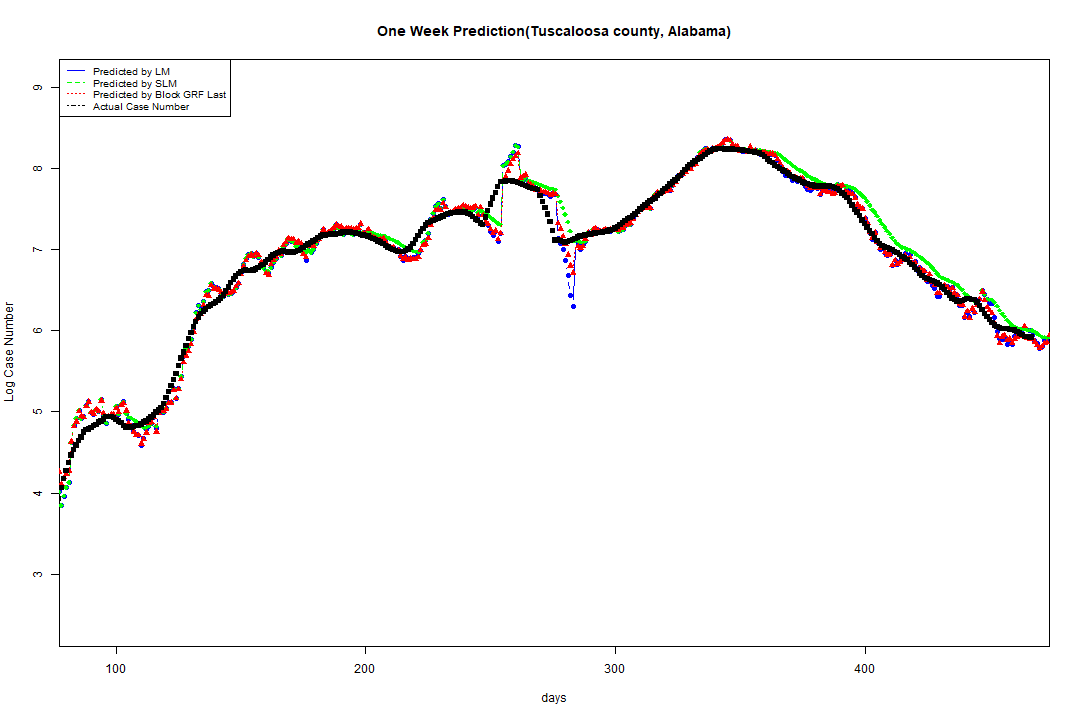 One Week Prediction(Tuscaloosa county, Alabama)
Predicted by LM
Predicted by SLM
Predicted by Block GRF Last
Actual Case Number
9
8
7
6
5
4
3
Log Case Number
100 200 300 400
days